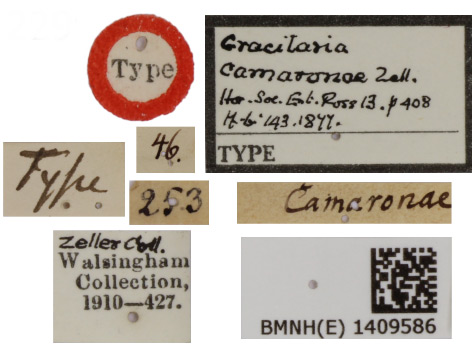 Type
Gracilaria
Camaronae Zell.
Hor. Soc. Ent. Ross 13. p 408
H. 6. 143. 1877.
TYPE
Type
46.
253
Camaronae
Zeller Coll.
Walsingham
Collection,
1910—427.
BMNH(E) 1409586